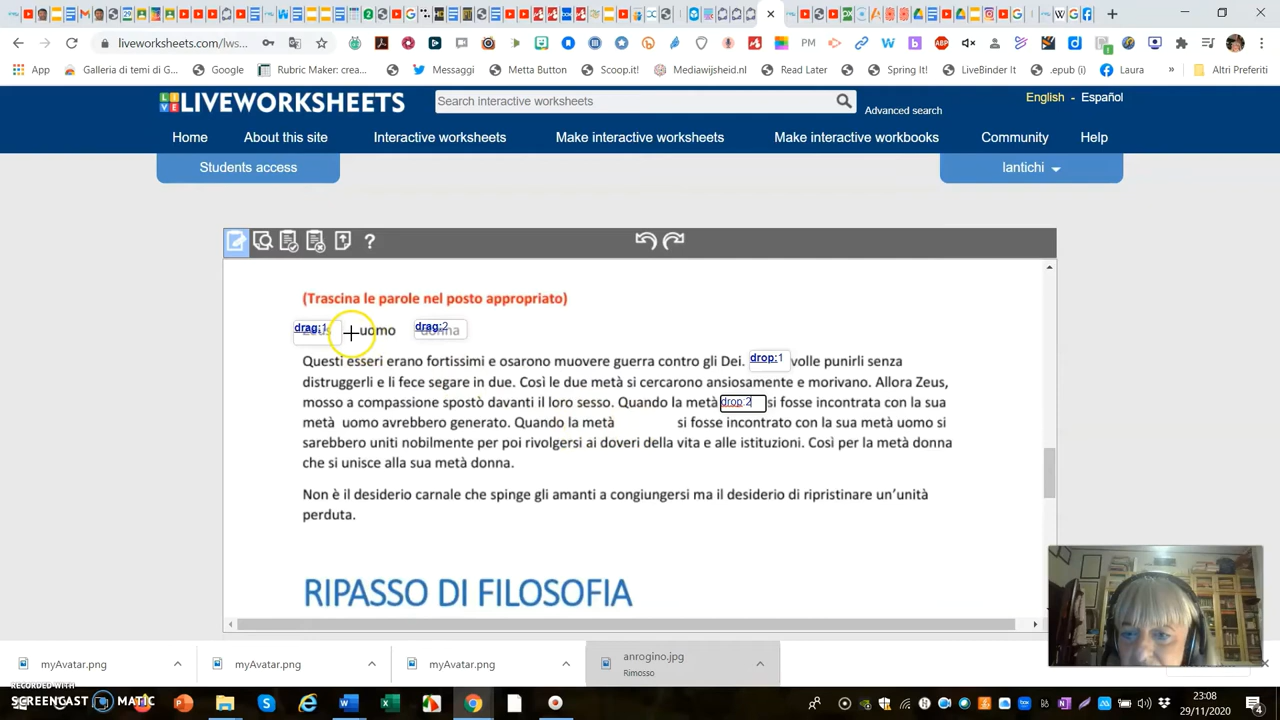 liveworksheets.com/lws...
PM
ABP
App
Galleria di temi di G...
Google
Rubric Maker: crea...
Messaggi
Metta Button
Scoop.it!
Mediawijsheid.nl
Read Later
Spring It!
LiveBinder It
.epub (i)
Laura
»
Altri Preferiti
LIVEWORKSHEETS
Search interactive worksheets
Advanced search
English - Español
Home
About this site
Interactive worksheets
Make interactive worksheets
Make interactive workbooks
Community
Help
Students access
lantichi
?
(Trascina le parole nel posto appropriato)
drag:1 uomo drag:2 donna
Questi esseri erano fortissimi e osarono muovere guerra contro gli Dei. drop:1 volle punirli senza
distruggerli e li fece segare in due. Così le due metà si cercarono ansiosamente e morivano. Allora Zeus,
mosso a compassione spostò davanti il loro sesso. Quando la metà drop:2 si fosse incontrata con la sua
metà uomo avrebbero generato. Quando la metà si fosse incontrato con la sua metà uomo si
sarebbero uniti nobilmente per poi rivolgersi ai doveri della vita e alle istituzioni. Così per la metà donna
che si unisce alla sua metà donna.
Non è il desiderio carnale che spinge gli amanti a congiungersi ma il desiderio di ripristinare un'unità
perduta.
RIPASSO DI FILOSOFIA
myAvatar.png
myAvatar.png
myAvatar.png
anrogino.jpg
Rimosso
RECORDED WITH
SCREENCAST MATIC
23:08
29/11/2020
4